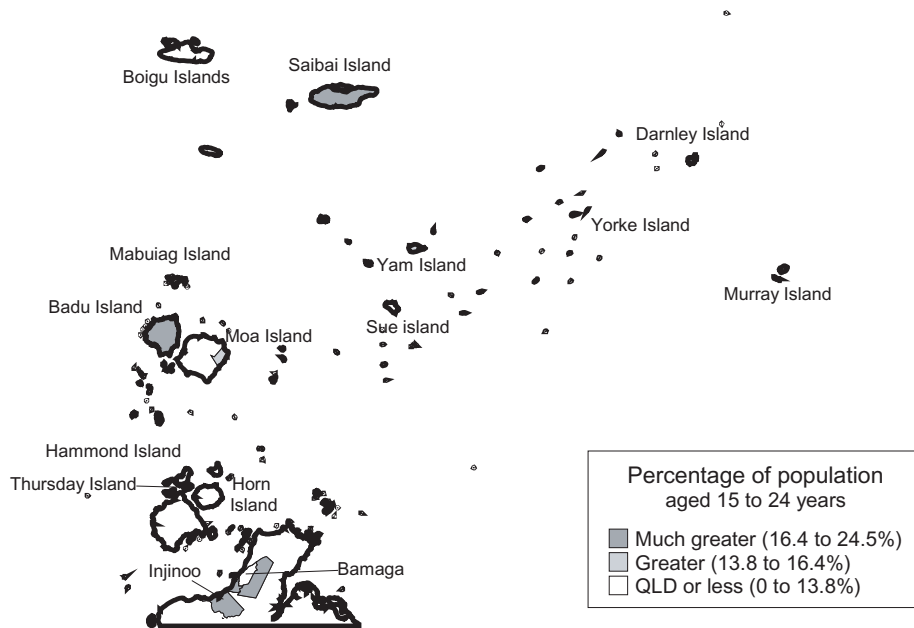 Boigu Islands
Saibai Island
Darnley Island
Yorke Island
Mabuiag Island
Yam Island
Murray Island
Badu Island
Moa Island
Sue island
Hammond Island
Thursday Island
Horn
Island
Injinoo
Bamaga
Percentage of population
aged 15 to 24 years
Much greater (16.4 to 24.5%)
Greater (13.8 to 16.4%)
QLD or less (0 to 13.8%)